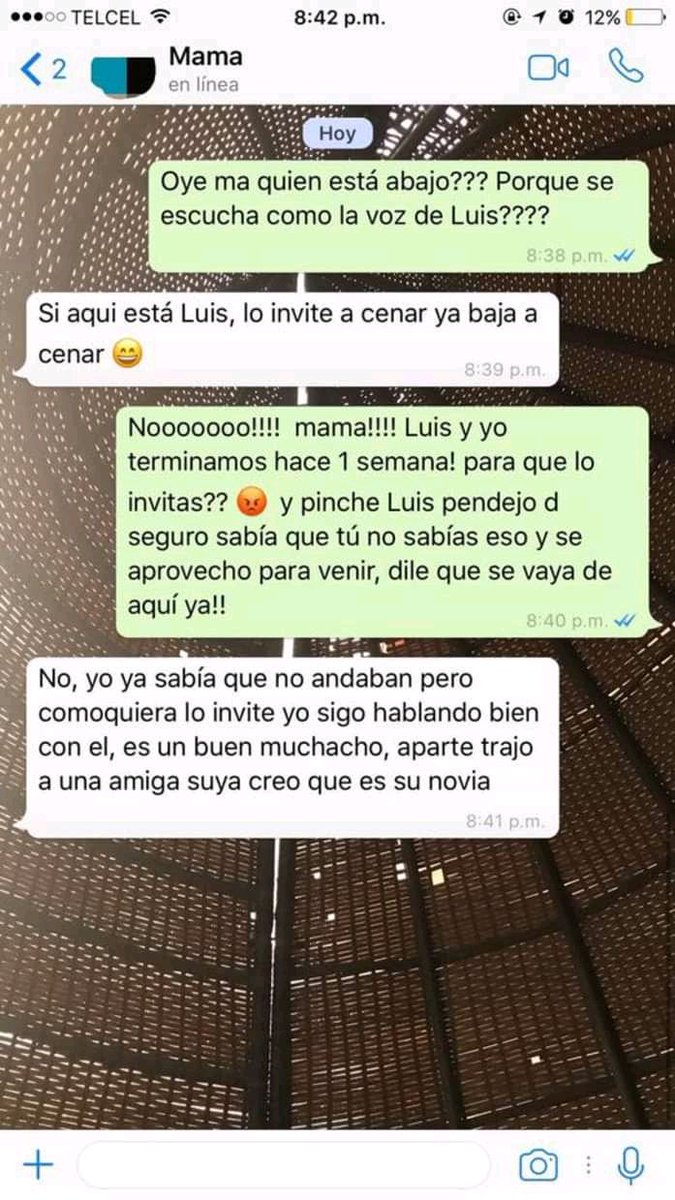 TELCEL 8:42 p.m. 12%
2 Mama
en línea
Hoy
Oye ma quien está abajo??? Porque se
escucha como la voz de Luis????
8:38 p.m.
Si aqui está Luis, lo invite a cenar ya baja a
cenar 😄
8:39 p.m.
Nooooooo!!!! mama!!!! Luis y yo
terminamos hace 1 semana! para que lo
invitas?? 😡 y pinche Luis pendejo d
seguro sabía que tú no sabías eso y se
aprovecho para venir, dile que se vaya de
aquí ya!!
8:40 p.m.
No, yo ya sabía que no andaban pero
comoquiera lo invite yo sigo hablando bien
con el, es un buen muchacho, aparte trajo
a una amiga suya creo que es su novia
8:41 p.m.